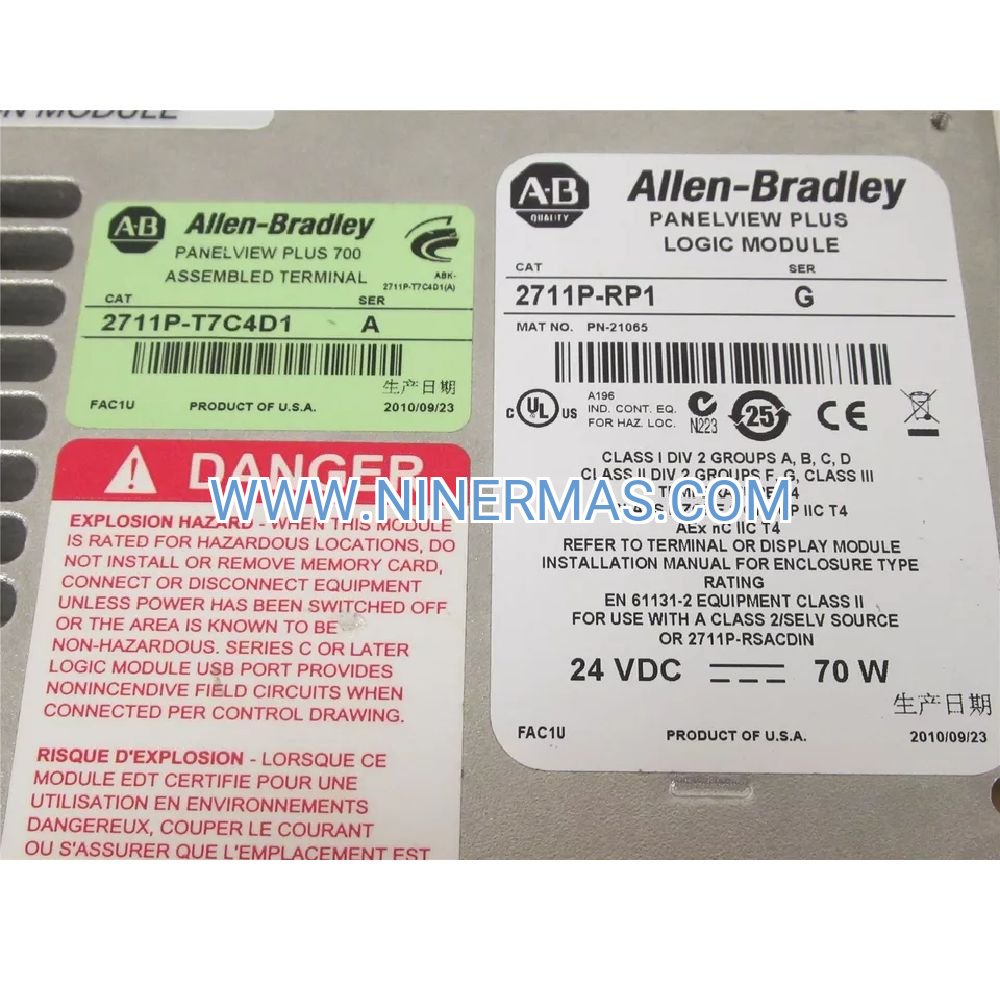 N MODULE
A-B
Allen-Bradley
PANELVIEW PLUS 700
ASSEMBLED TERMINAL
ABK-
2711P-T7C4D1(A)
CAT SER
2711P-T7C4D1 A
生产日期
FAC1U PRODUCT OF U.S.A. 2010/09/23
DANGER
EXPLOSION HAZARD - WHEN THIS MODULE
IS RATED FOR HAZARDOUS LOCATIONS, DO
NOT INSTALL OR REMOVE MEMORY CARD,
CONNECT OR DISCONNECT EQUIPMENT
UNLESS POWER HAS BEEN SWITCHED OFF
OR THE AREA IS KNOWN TO BE
NON-HAZARDOUS. SERIES C OR LATER
LOGIC MODULE USB PORT PROVIDES
NONINCENDIVE FIELD CIRCUITS WHEN
CONNECTED PER CONTROL DRAWING.
RISQUE D'EXPLOSION - LORSQUE CE
MODULE EDT CERTIFIE POUR UNE
UTILISATION EN ENVIRONNEMENTS
DANGEREUX, COUPER LE COURANT
OU S'ASSURER QUE L'EMPLACEMENT EST
A-B
QUALITY
Allen-Bradley
PANELVIEW PLUS
LOGIC MODULE
CAT SER
2711P-RP1 G
MAT NO. PN-21065
C UL US
A196
IND. CONT. EQ.
FOR HAZ. LOC.
N223
25
CE
CLASS I DIV 2 GROUPS A, B, C, D
CLASS II DIV 2 GROUPS F, G, CLASS III
T4
IIC T4
AEx nC IIC T4
REFER TO TERMINAL OR DISPLAY MODULE
INSTALLATION MANUAL FOR ENCLOSURE TYPE
RATING
EN 61131-2 EQUIPMENT CLASS II
FOR USE WITH A CLASS 2/SELV SOURCE
OR 2711P-RSACDIN
24 VDC 70 W
生产日期
FAC1U PRODUCT OF U.S.A. 2010/09/23
WWW.NINERMAS.COM